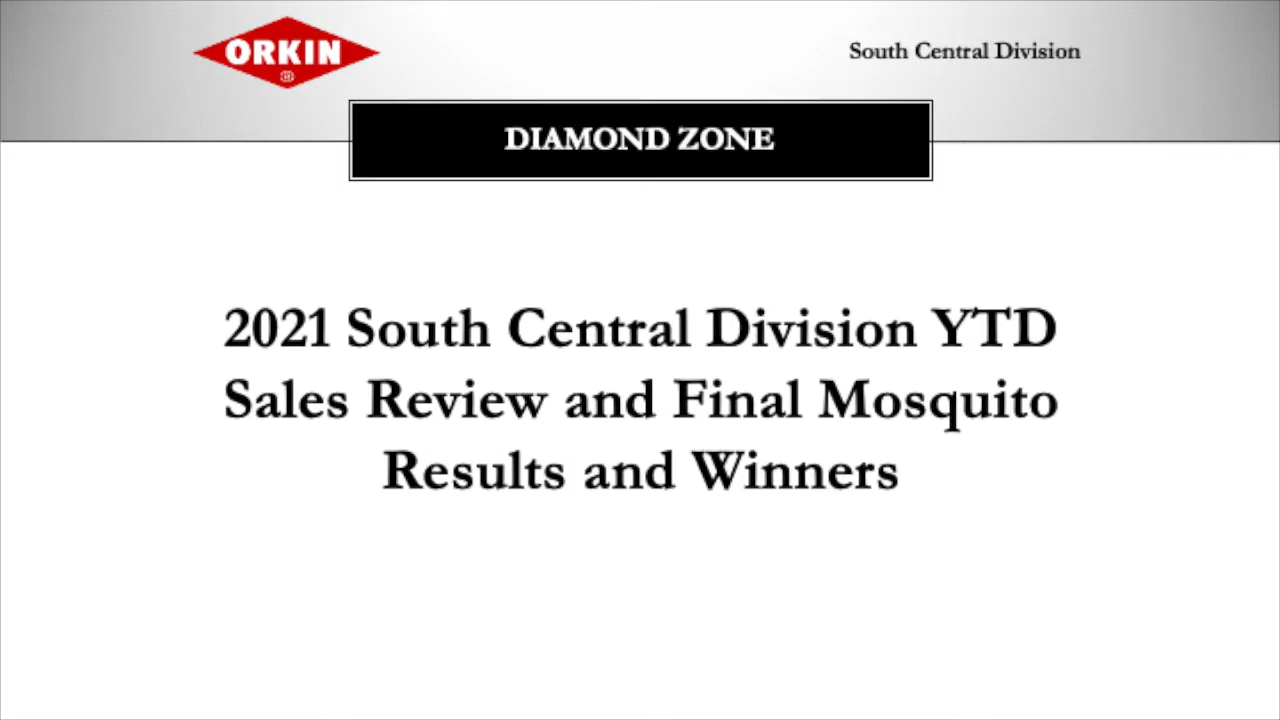 ORKIN
South Central Division
DIAMOND ZONE
2021 South Central Division YTD
Sales Review and Final Mosquito
Results and Winners